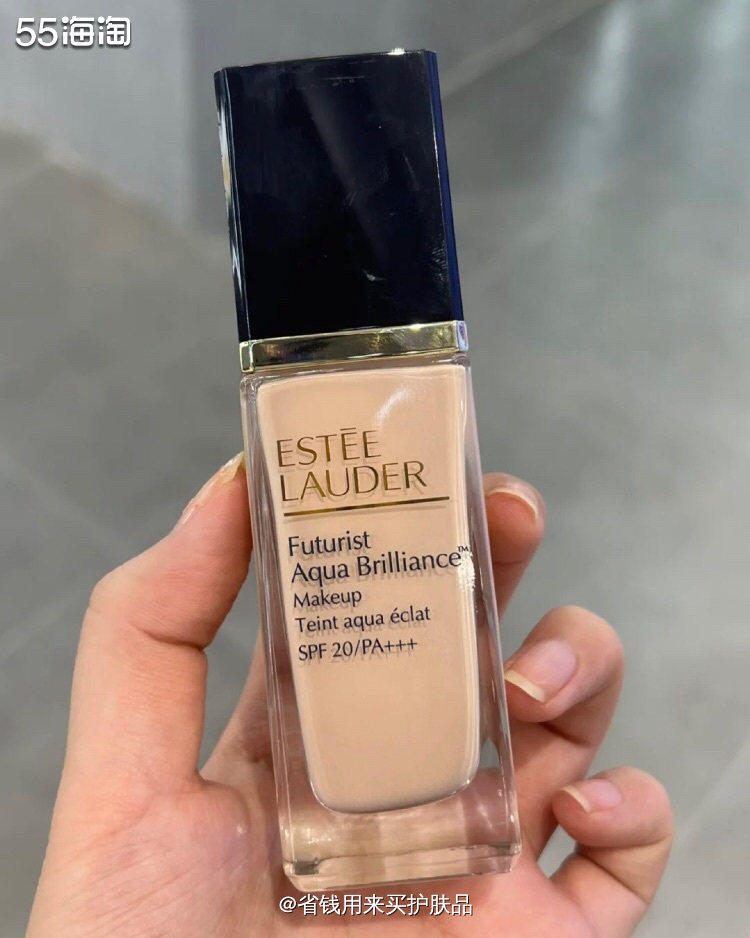 55海淘
ESTĒE
LAUDER
Futurist
Aqua Brilliance™
Makeup
Teint aqua éclat
SPF 20/PA+++
@省钱用来买护肤品